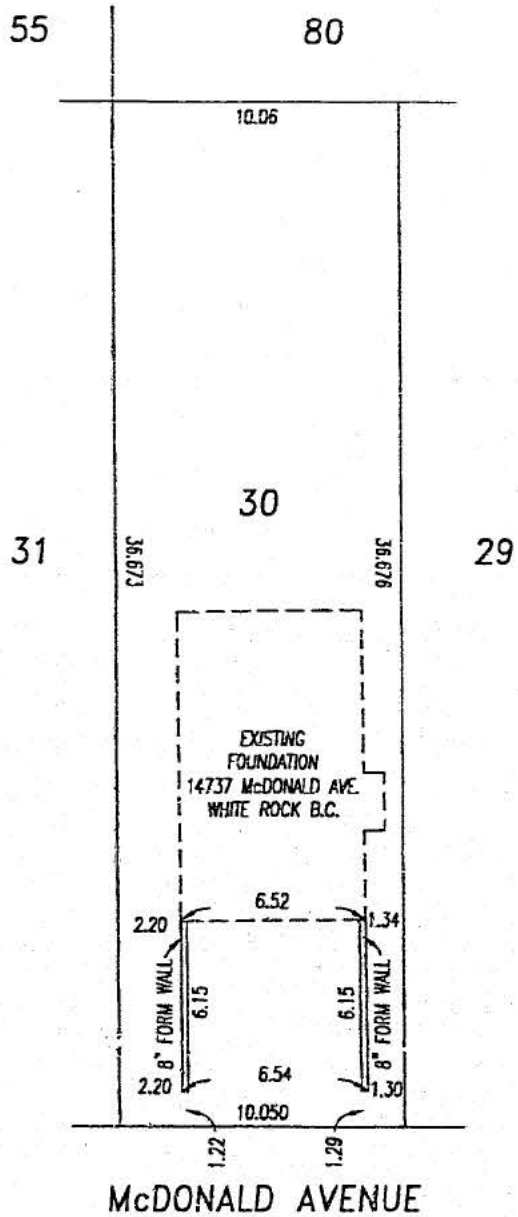 55
80
10.06
30
31
36.673
36.676
29
EXISTING
FOUNDATION
14737 McDONALD AVE.
WHITE ROCK B.C.
6.52
2.20
1.34
8" FORM WALL
6.15
6.15
8" FORM WALL
2.20
6.54
1.30
10.050
1.22
1.29
McDONALD AVENUE